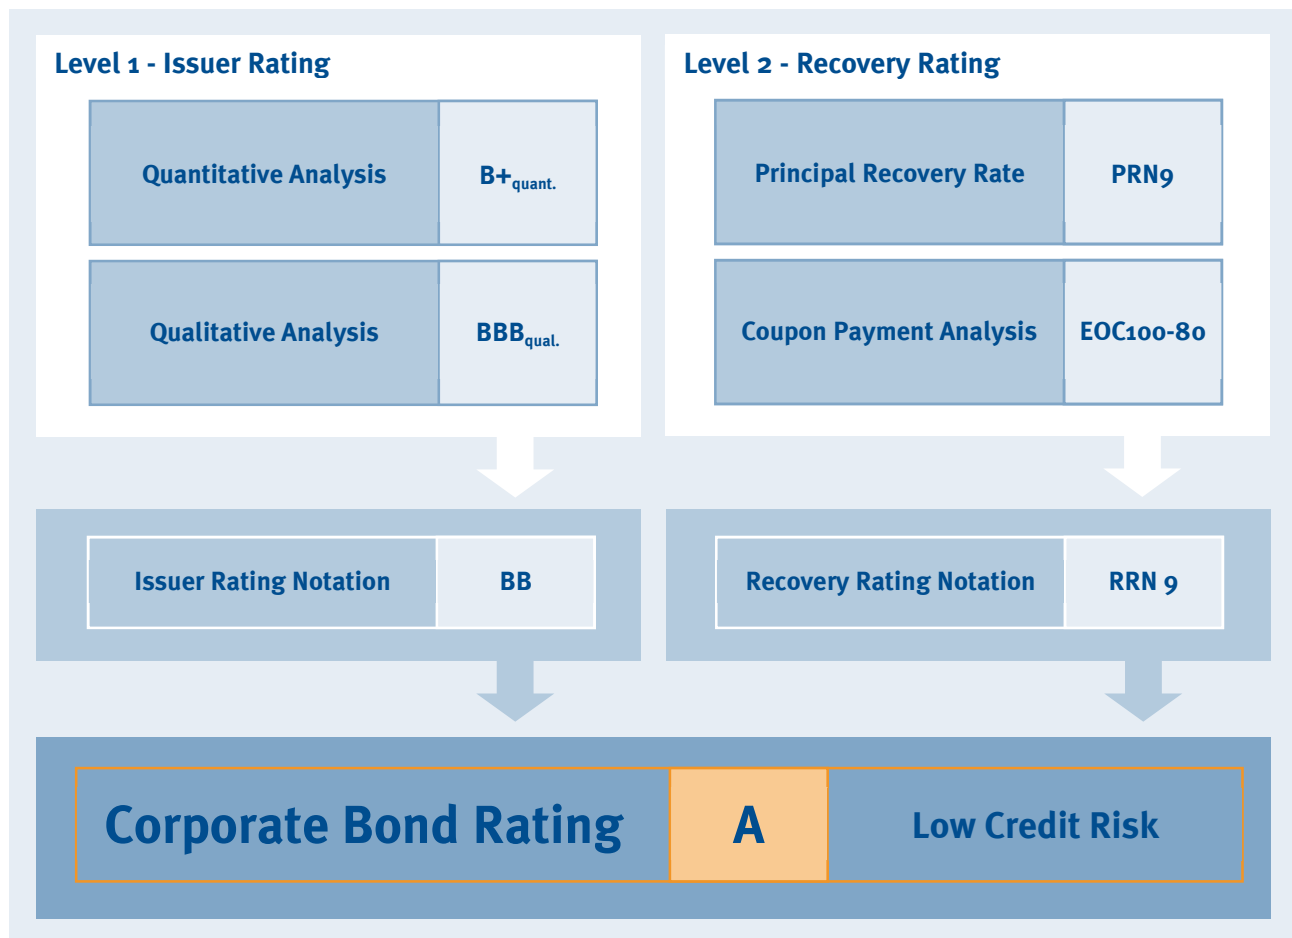 Level 1 - Issuer Rating
Quantitative Analysis
B+quant.
Qualitative Analysis
BBBqual.
Level 2 - Recovery Rating
Principal Recovery Rate
PRN9
Coupon Payment Analysis
EOC100-80
Issuer Rating Notation
BB
Recovery Rating Notation
RRN 9
Corporate Bond Rating
A
Low Credit Risk